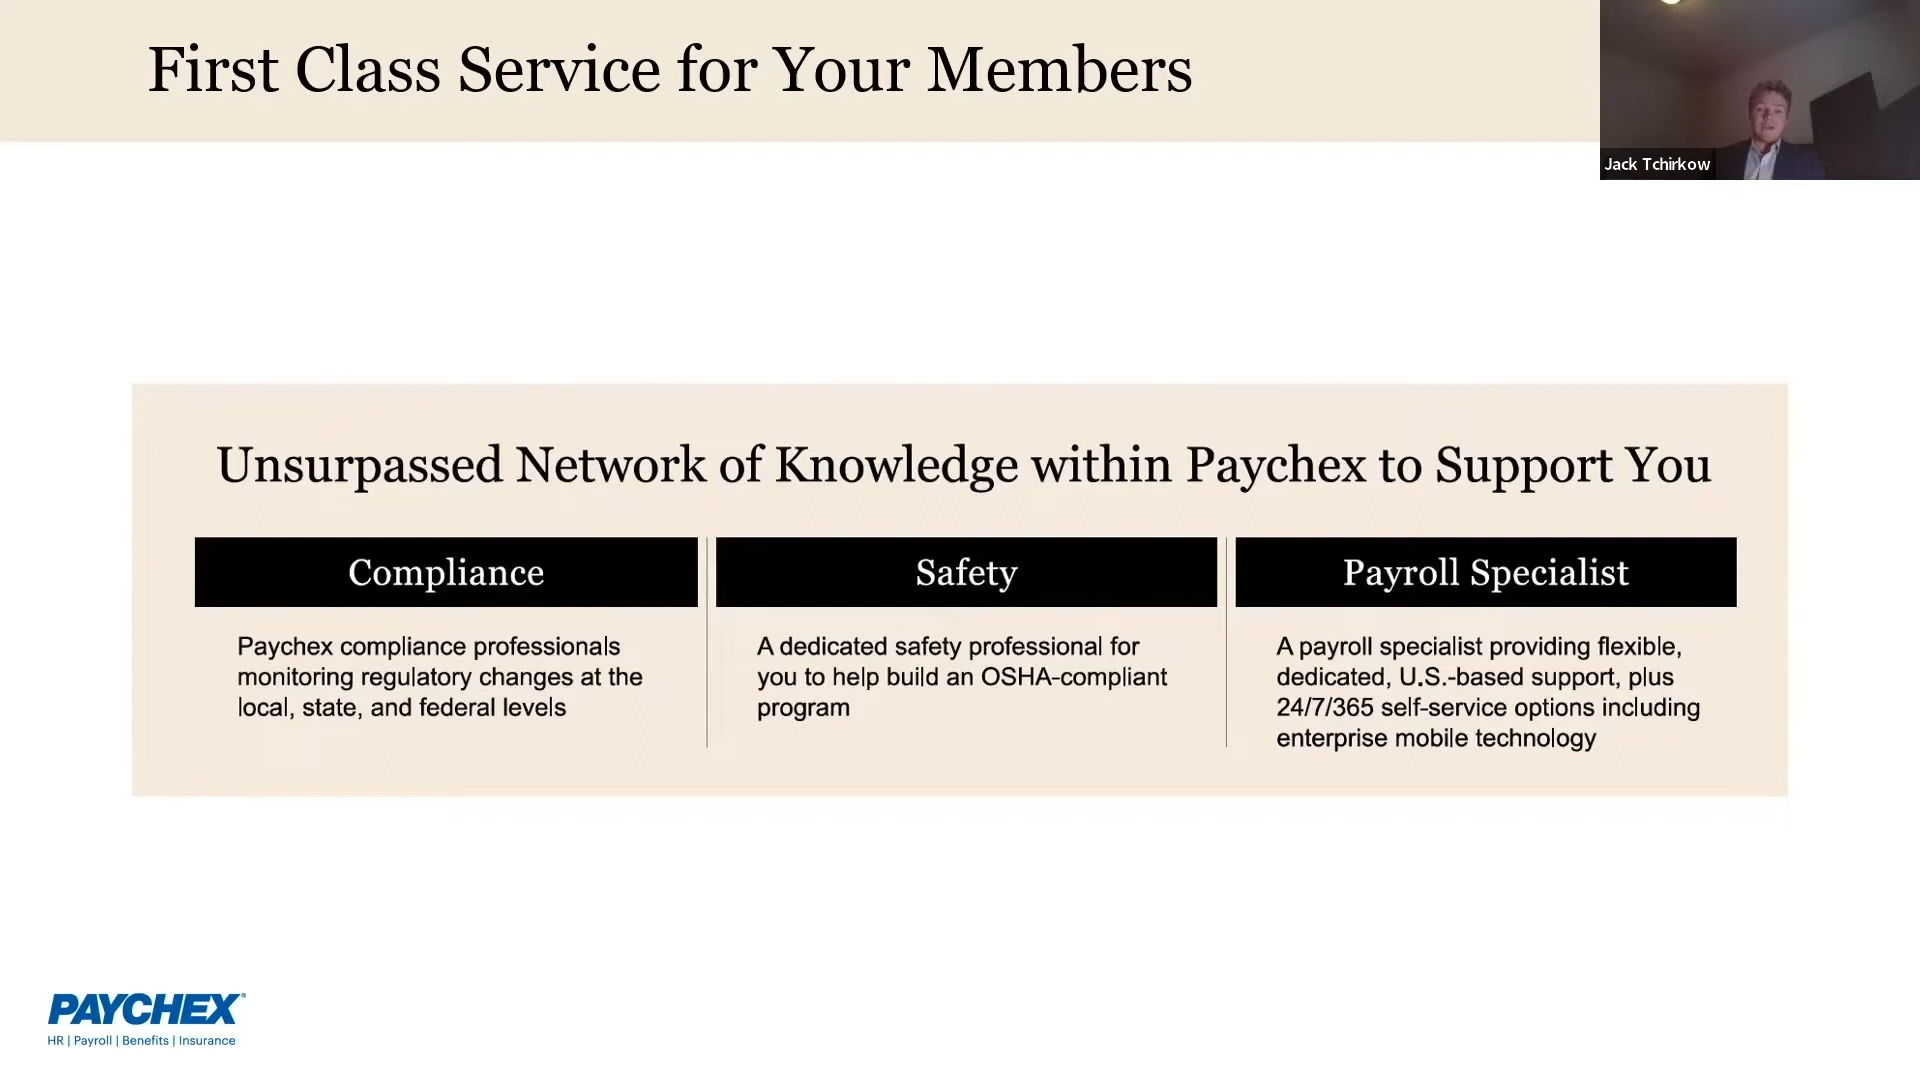 First Class Service for Your Members
Jack Tchirkow
Unsurpassed Network of Knowledge within Paychex to Support You
Compliance
Paychex compliance professionals
monitoring regulatory changes at the
local, state, and federal levels
Safety
A dedicated safety professional for
you to help build an OSHA-compliant
program
Payroll Specialist
A payroll specialist providing flexible,
dedicated, U.S.-based support, plus
24/7/365 self-service options including
enterprise mobile technology
PAYCHEX®
HR | Payroll | Benefits | Insurance